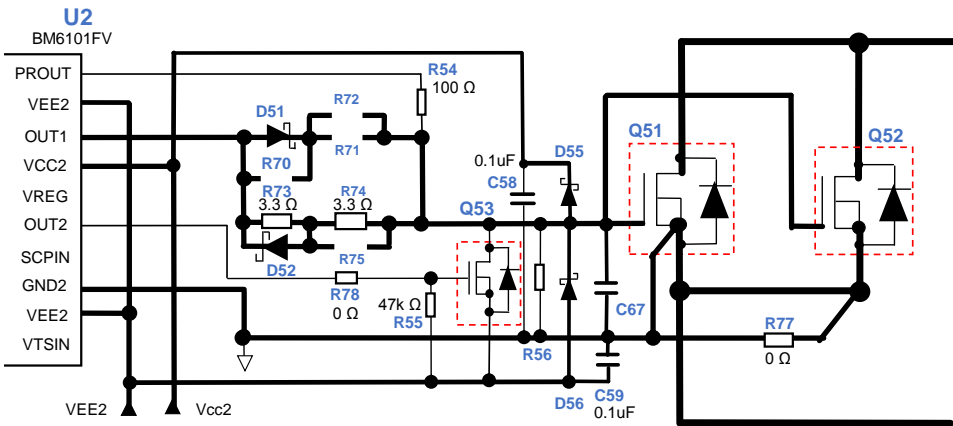 U2
BM6101FV
PROUT
VEE2
OUT1
VCC2
VREG
OUT2
SCPIN
GND2
VEE2
VTSIN
VEE2
Vcc2
R54
100 Ω
D51
R72
R71
R70
R73
3.3 Ω
R74
3.3 Ω
D52
R75
R78
0 Ω
47k Ω
R55
Q53
0.1uF
C58
D55
R56
D56
C67
C59
0.1uF
Q51
Q52
R77
0 Ω